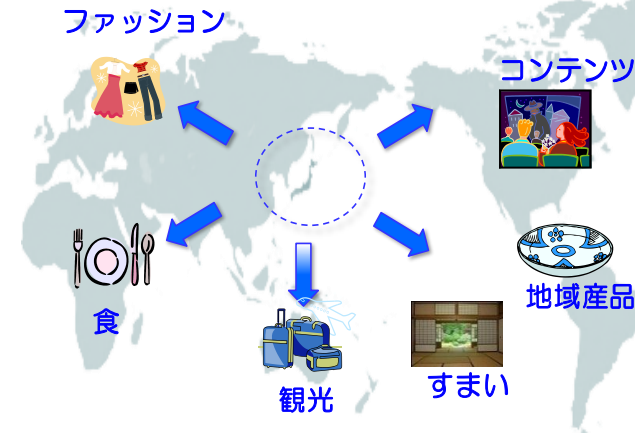 ファッション
コンテンツ
食
地域産品
観光
すまい